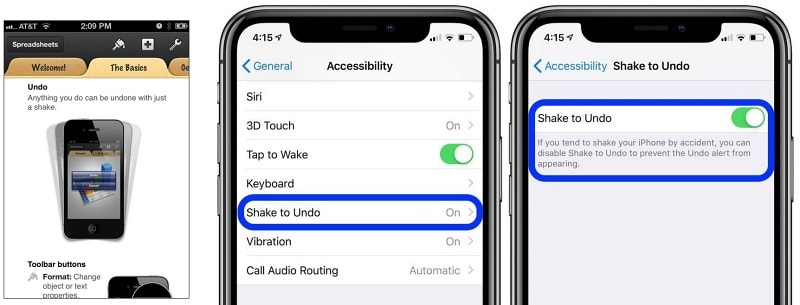 AT&T 2:09 PM
Spreadsheets
Welcome! The Basics
Undo
Anything you do can be undone with just
a shake.
Toolbar buttons
Format: Change
object or text
properties.
4:15
General Accessibility
Siri
3D Touch On
Tap to Wake
Keyboard
Shake to Undo On
Vibration On
Call Audio Routing Automatic
4:15
Accessibility Shake to Undo
Shake to Undo
If you tend to shake your iPhone by accident, you can
disable Shake to Undo to prevent the Undo alert from
appearing.